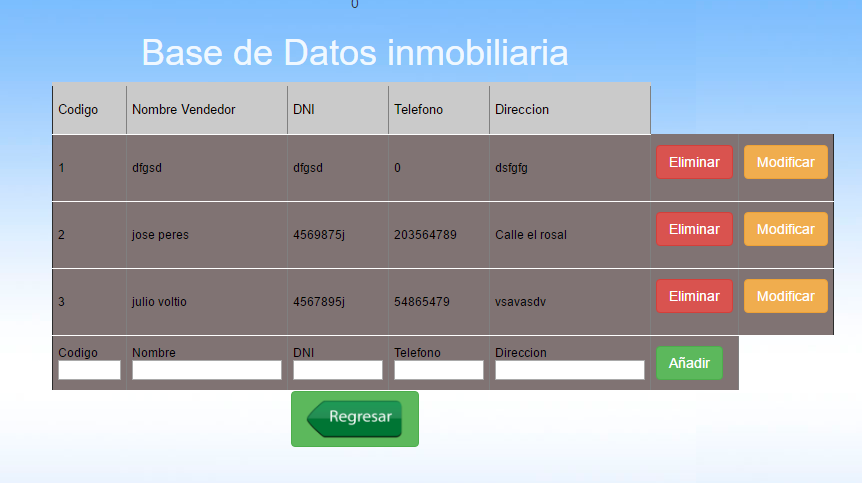 0
Base de Datos inmobiliaria
Codigo Nombre Vendedor DNI Telefono Direccion
1 dfgsd dfgsd 0 dsfgfg Eliminar Modificar
2 jose peres 4569875j 203564789 Calle el rosal Eliminar Modificar
3 julio voltio 4567895j 54865479 vsavasdv Eliminar Modificar
Codigo Nombre DNI Telefono Direccion Añadir
Regresar